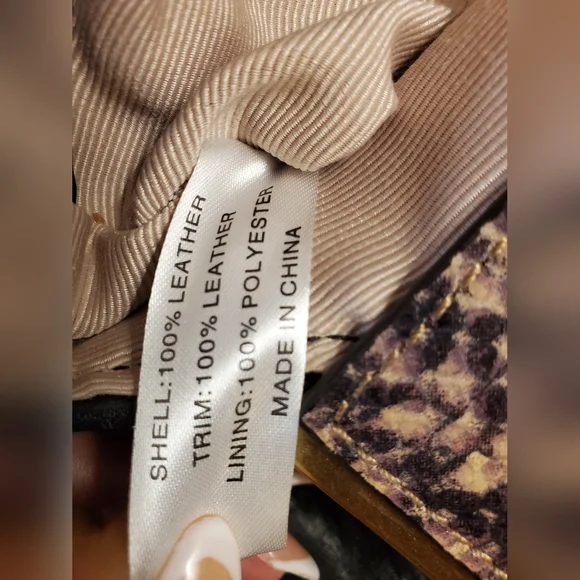 SHELL:100% LEATHER
TRIM:100% LEATHER
LINING:100% POLYESTER
MADE IN CHINA